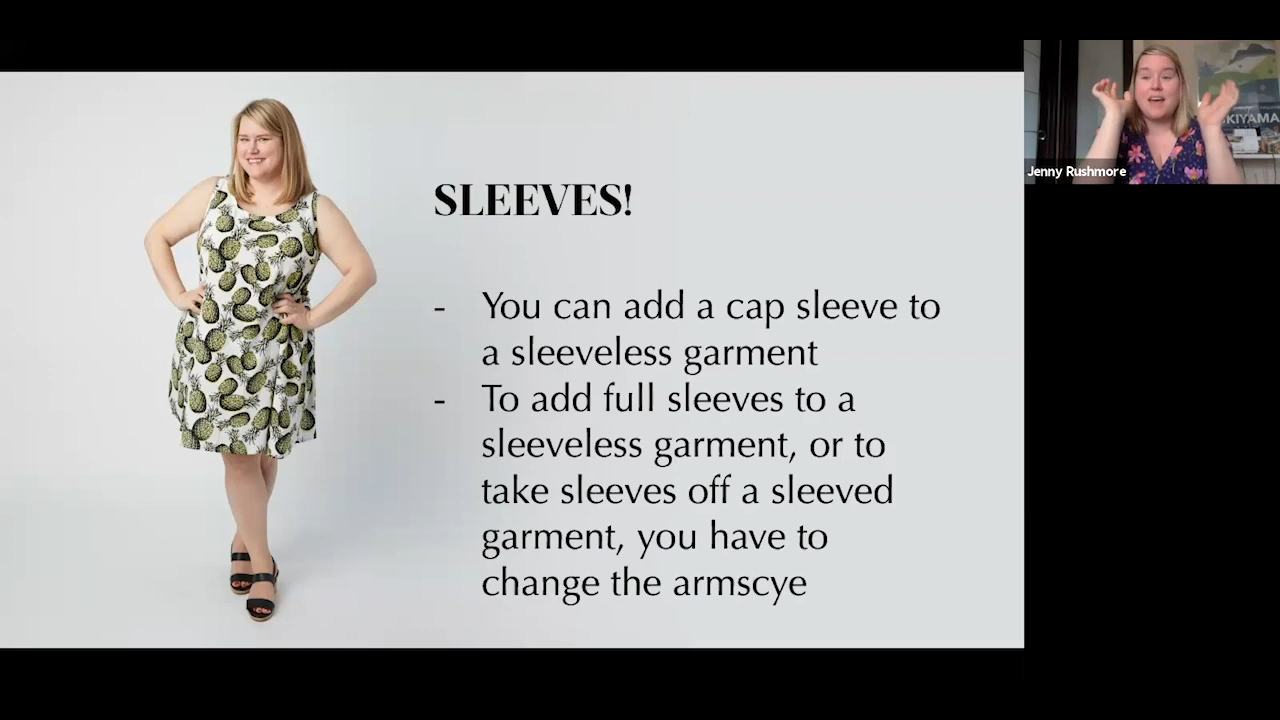 SLEEVES!
- You can add a cap sleeve to
a sleeveless garment
- To add full sleeves to a
sleeveless garment, or to
take sleeves off a sleeved
garment, you have to
change the armscye
KIYAMA
Jenny Rushmore